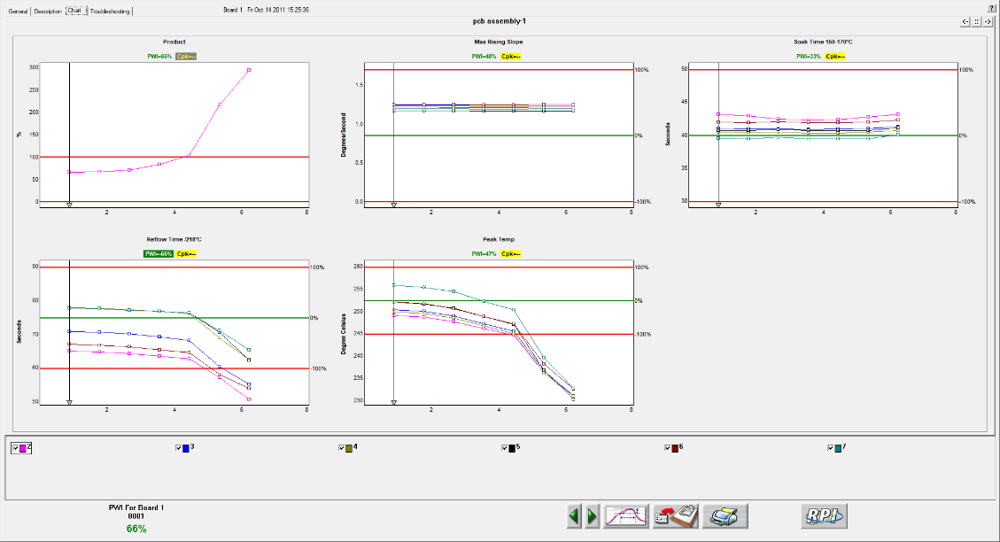 General Description Chart Troubleshooting
Board 1 Fri Oct 14 2011 15:25:36
?
pcb assembly-1
<- :: ->
Product
PWI=66% Cpk=--
300
250
200
%
150
100
50
0
2 4 6 8
Max Rising Slope
PWI=48% Cpk=--
100%
1.5
1.0
Degrees/Second
0%
0.5
0.0
-100%
2 4 6 8
Soak Time 150-170°C
PWI=33% Cpk=--
50
100%
45
Seconds
40
0%
35
30
-100%
2 4 6 8
Reflow Time /218°C
PWI=-66% Cpk=--
90
100%
80
0%
Seconds
70
60
-100%
50
2 4 6 8
Peak Temp
PWI=47% Cpk=--
260
100%
255
0%
250
Degree Celsius
245
-100%
240
235
230
2 4 6 8
2 3 4 5 6 7
PWI For Board 1
0001
66%
RPI